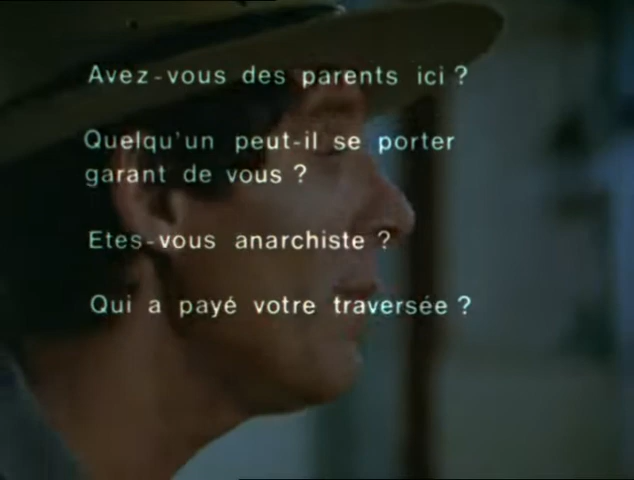 Avez-vous des parents ici ?
Quelqu'un peut-il se porter
garant de vous ?
Etes-vous anarchiste ?
Qui a payé votre traversée ?